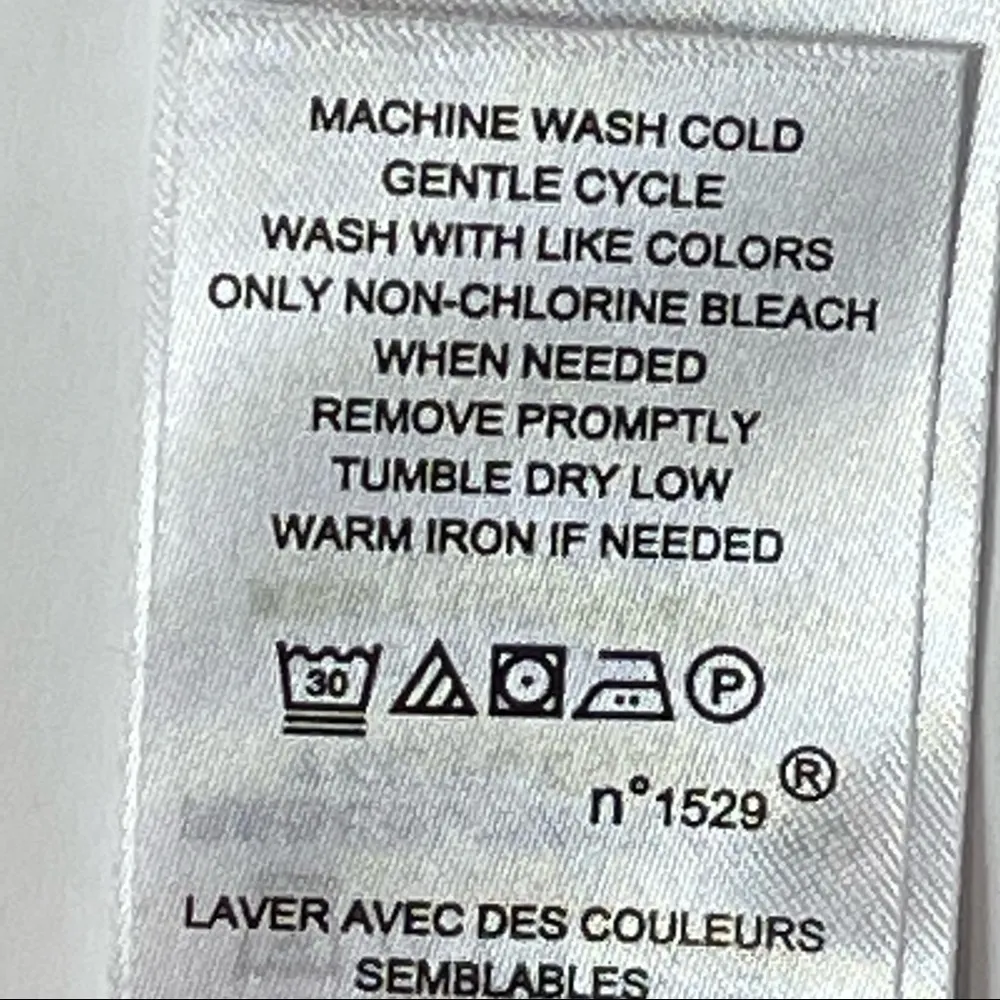 MACHINE WASH COLD
GENTLE CYCLE
WASH WITH LIKE COLORS
ONLY NON-CHLORINE BLEACH
WHEN NEEDED
REMOVE PROMPTLY
TUMBLE DRY LOW
WARM IRON IF NEEDED
30 P
n°1529®
LAVER AVEC DES COULEURS
SEMBLABLES